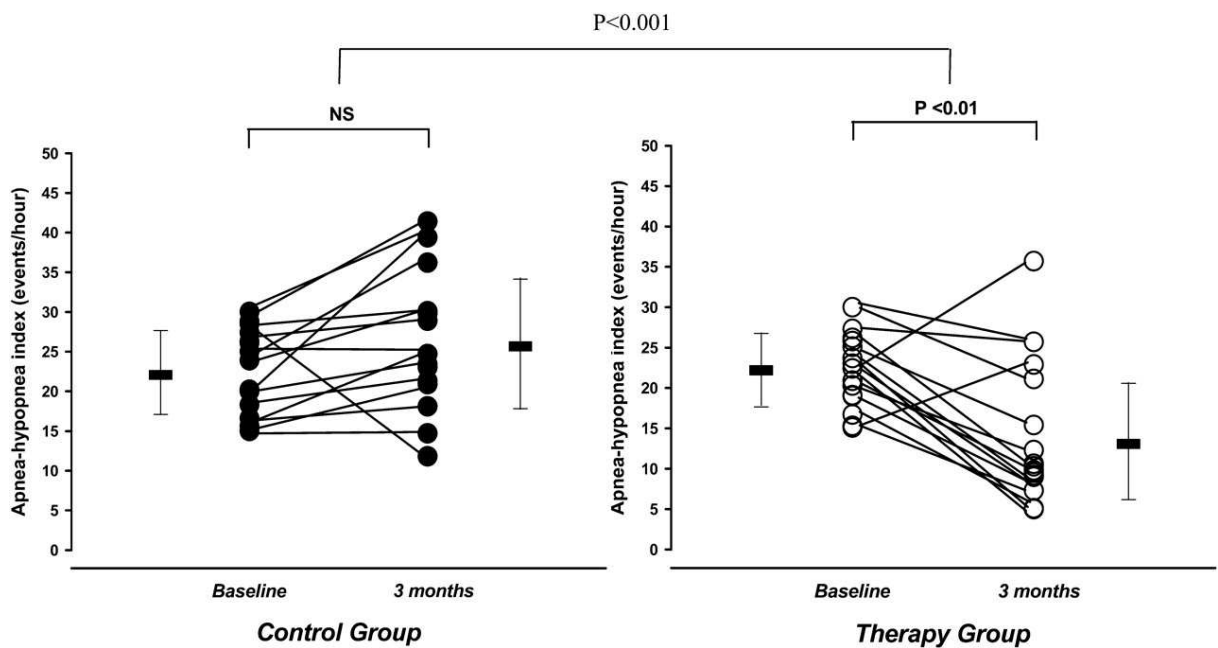 P<0.001
NS
P <0.01
Apnea-hypopnea index (events/hour)
50
45
40
35
30
25
20
15
10
5
0
Baseline
3 months
Control Group
Apnea-hypopnea index (events/hour)
50
45
40
35
30
25
20
15
10
5
0
Baseline
3 months
Therapy Group